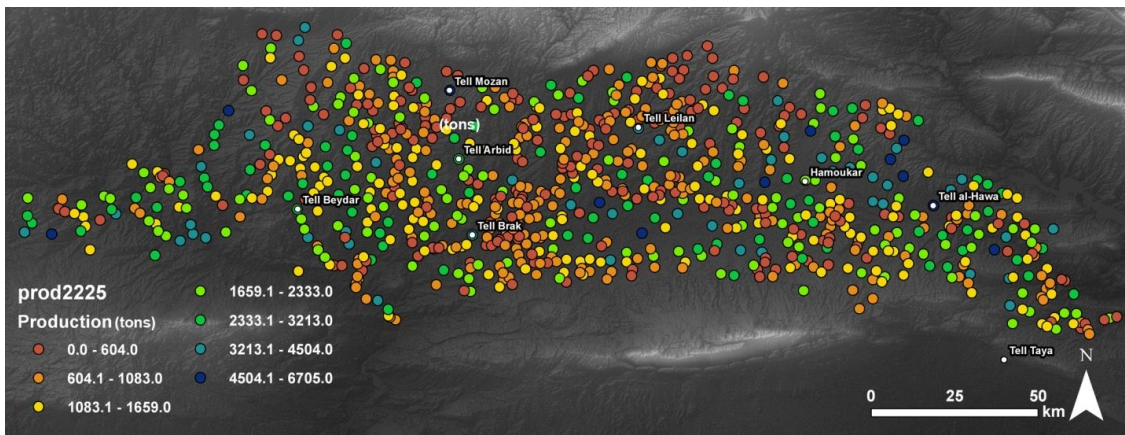 Tell Mozan
(tons)
Tell Leilan
Tell Arbid
Hamoukar
Tell Beydar
Tell al-Hawa
Tell Brak
prod2225
Production (tons)
0.0 - 604.0
604.1 - 1083.0
1083.1 - 1659.0
1659.1 - 2333.0
2333.1 - 3213.0
3213.1 - 4504.0
4504.1 - 6705.0
Tell Taya
N
0 25 50
km